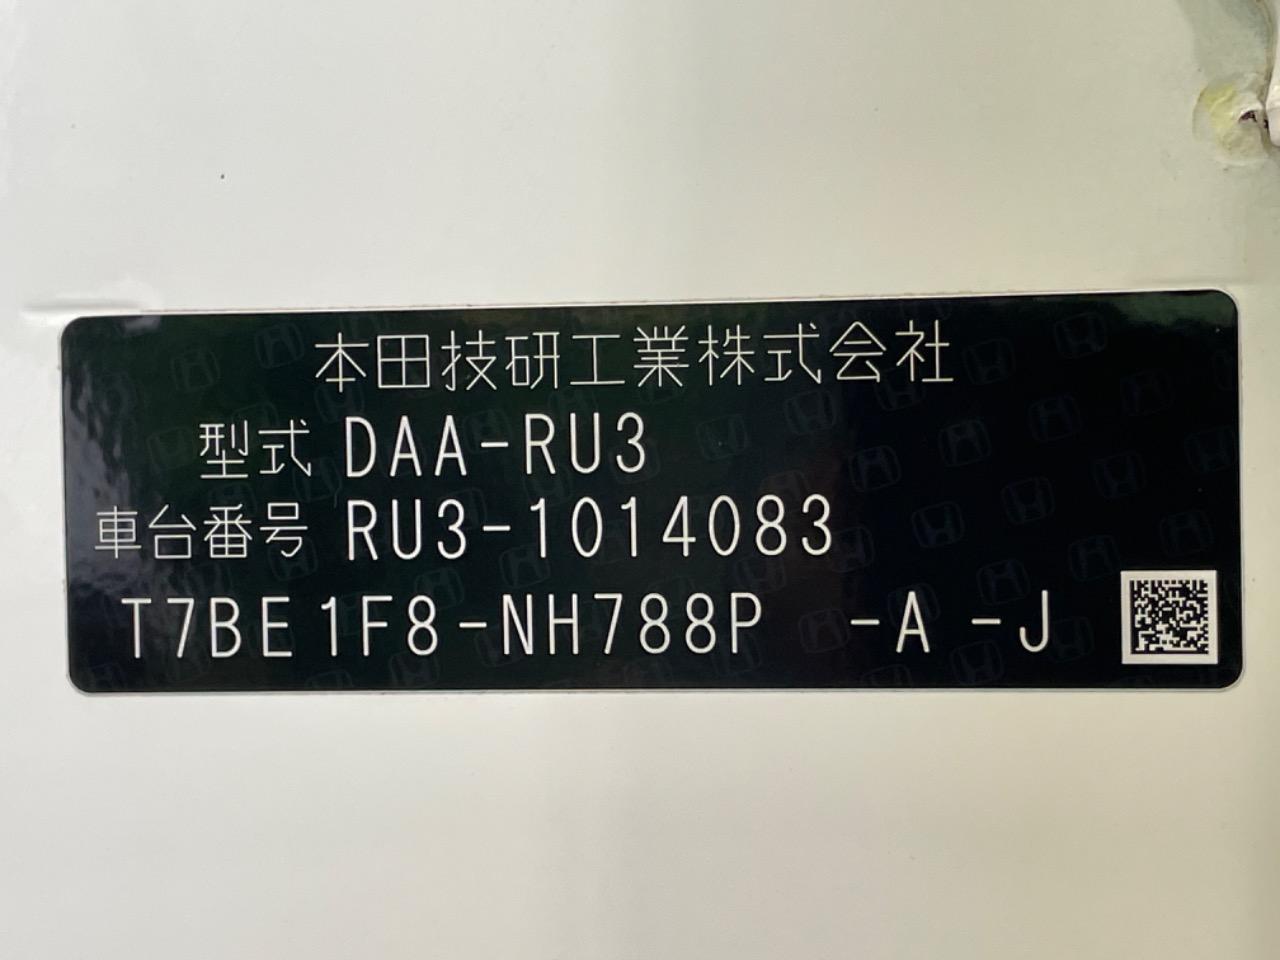 本田技研工業株式会社
型式 DAA-RU3
車台番号 RU3-1014083
T7BE1F8-NH788P -A -J